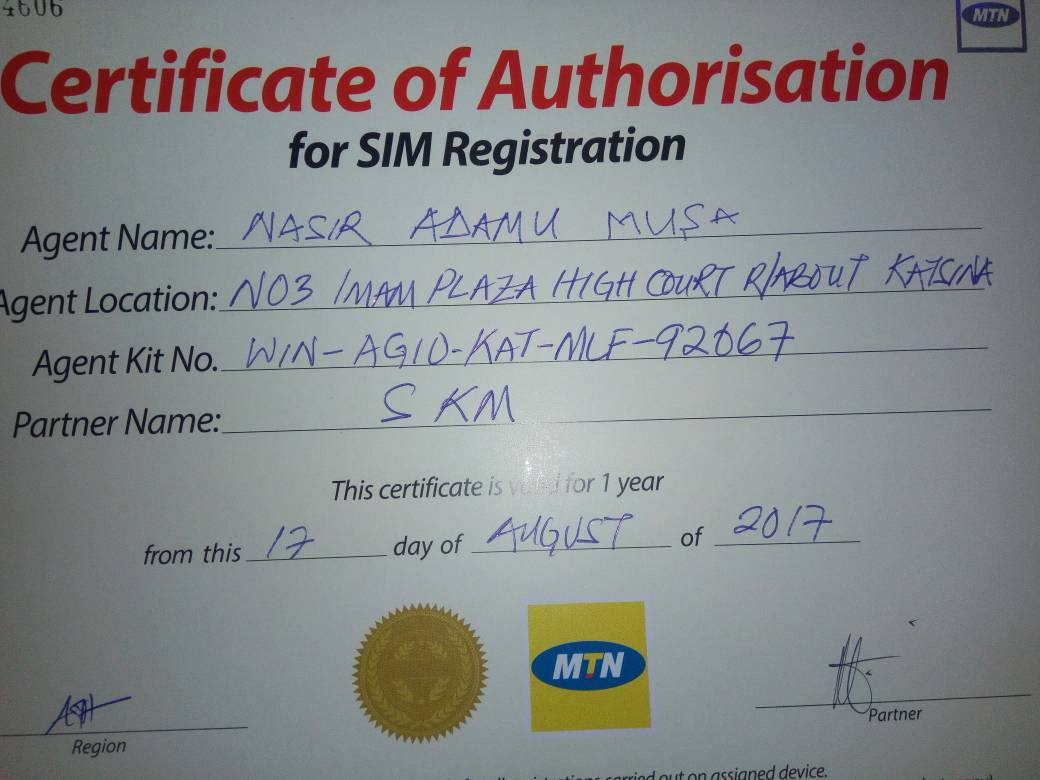 4606
MTN
Certificate of Authorisation
for SIM Registration
Agent Name: NASIR ADAMU MUSA
Agent Location: NO3 IMAM PLAZA HIGH COURT R/ABOUT KATSINA
Agent Kit No. WIN-AG10-KAT-MLF-92067
Partner Name: S KM
This certificate is valid for 1 year
from this 17 day of AUGUST of 2017
MTN
Region
Partner
carried out on assigned device.